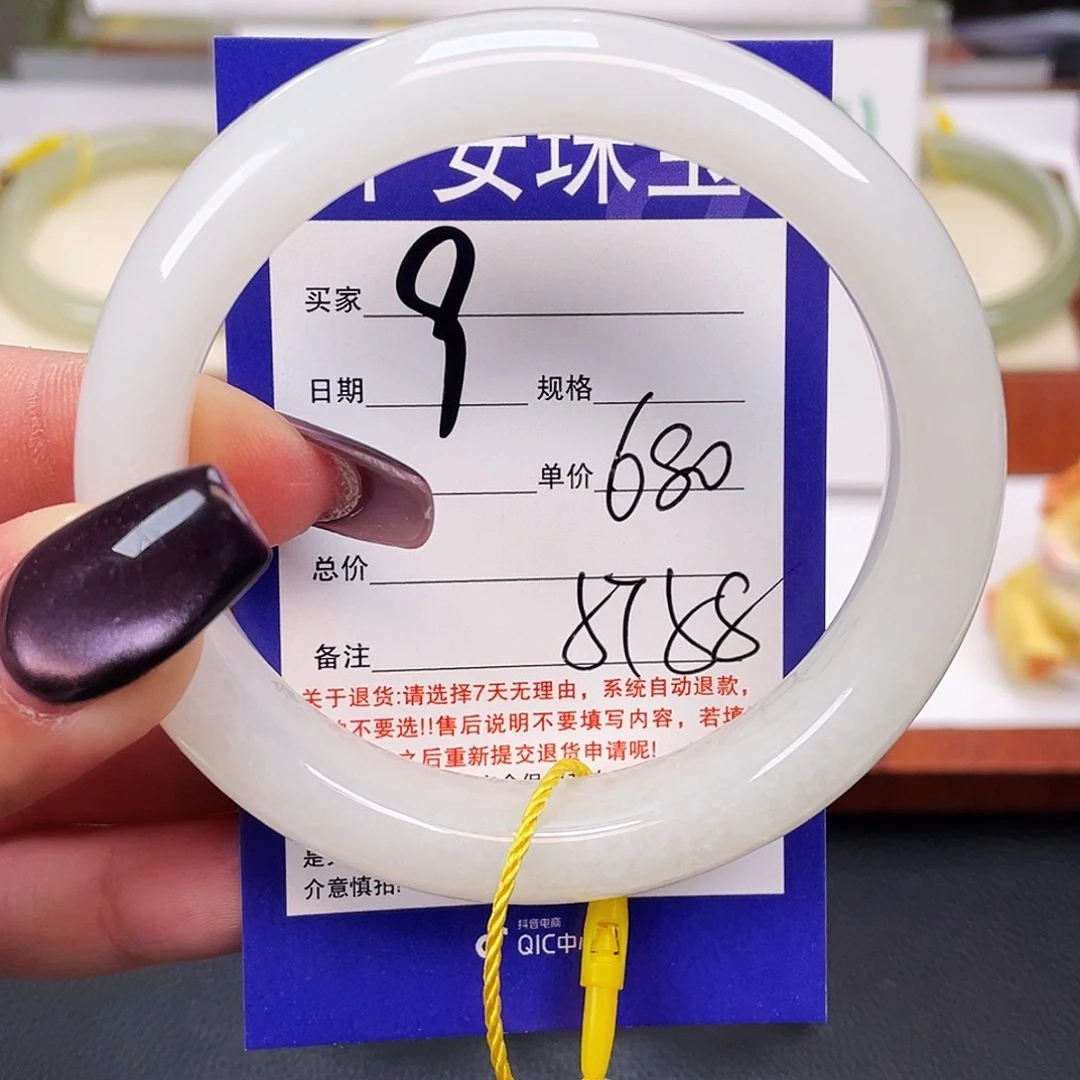 安珠宝
买家 9
日期 规格
单价 680
总价
备注 8788
关于退货:请选择7天无理由，系统自动退款，
不要选!!售后说明不要填写内容，若填
之后重新提交退货申请呢!
是
介意慎拍!
抖音电商
QIC中心